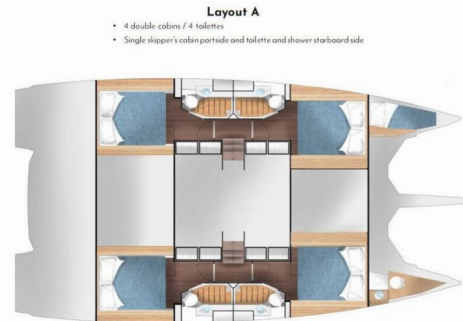 Layout A
• 4 double cabins / 4 toilettes
• Single skipper's cabin portside and toilette and shower starboard side